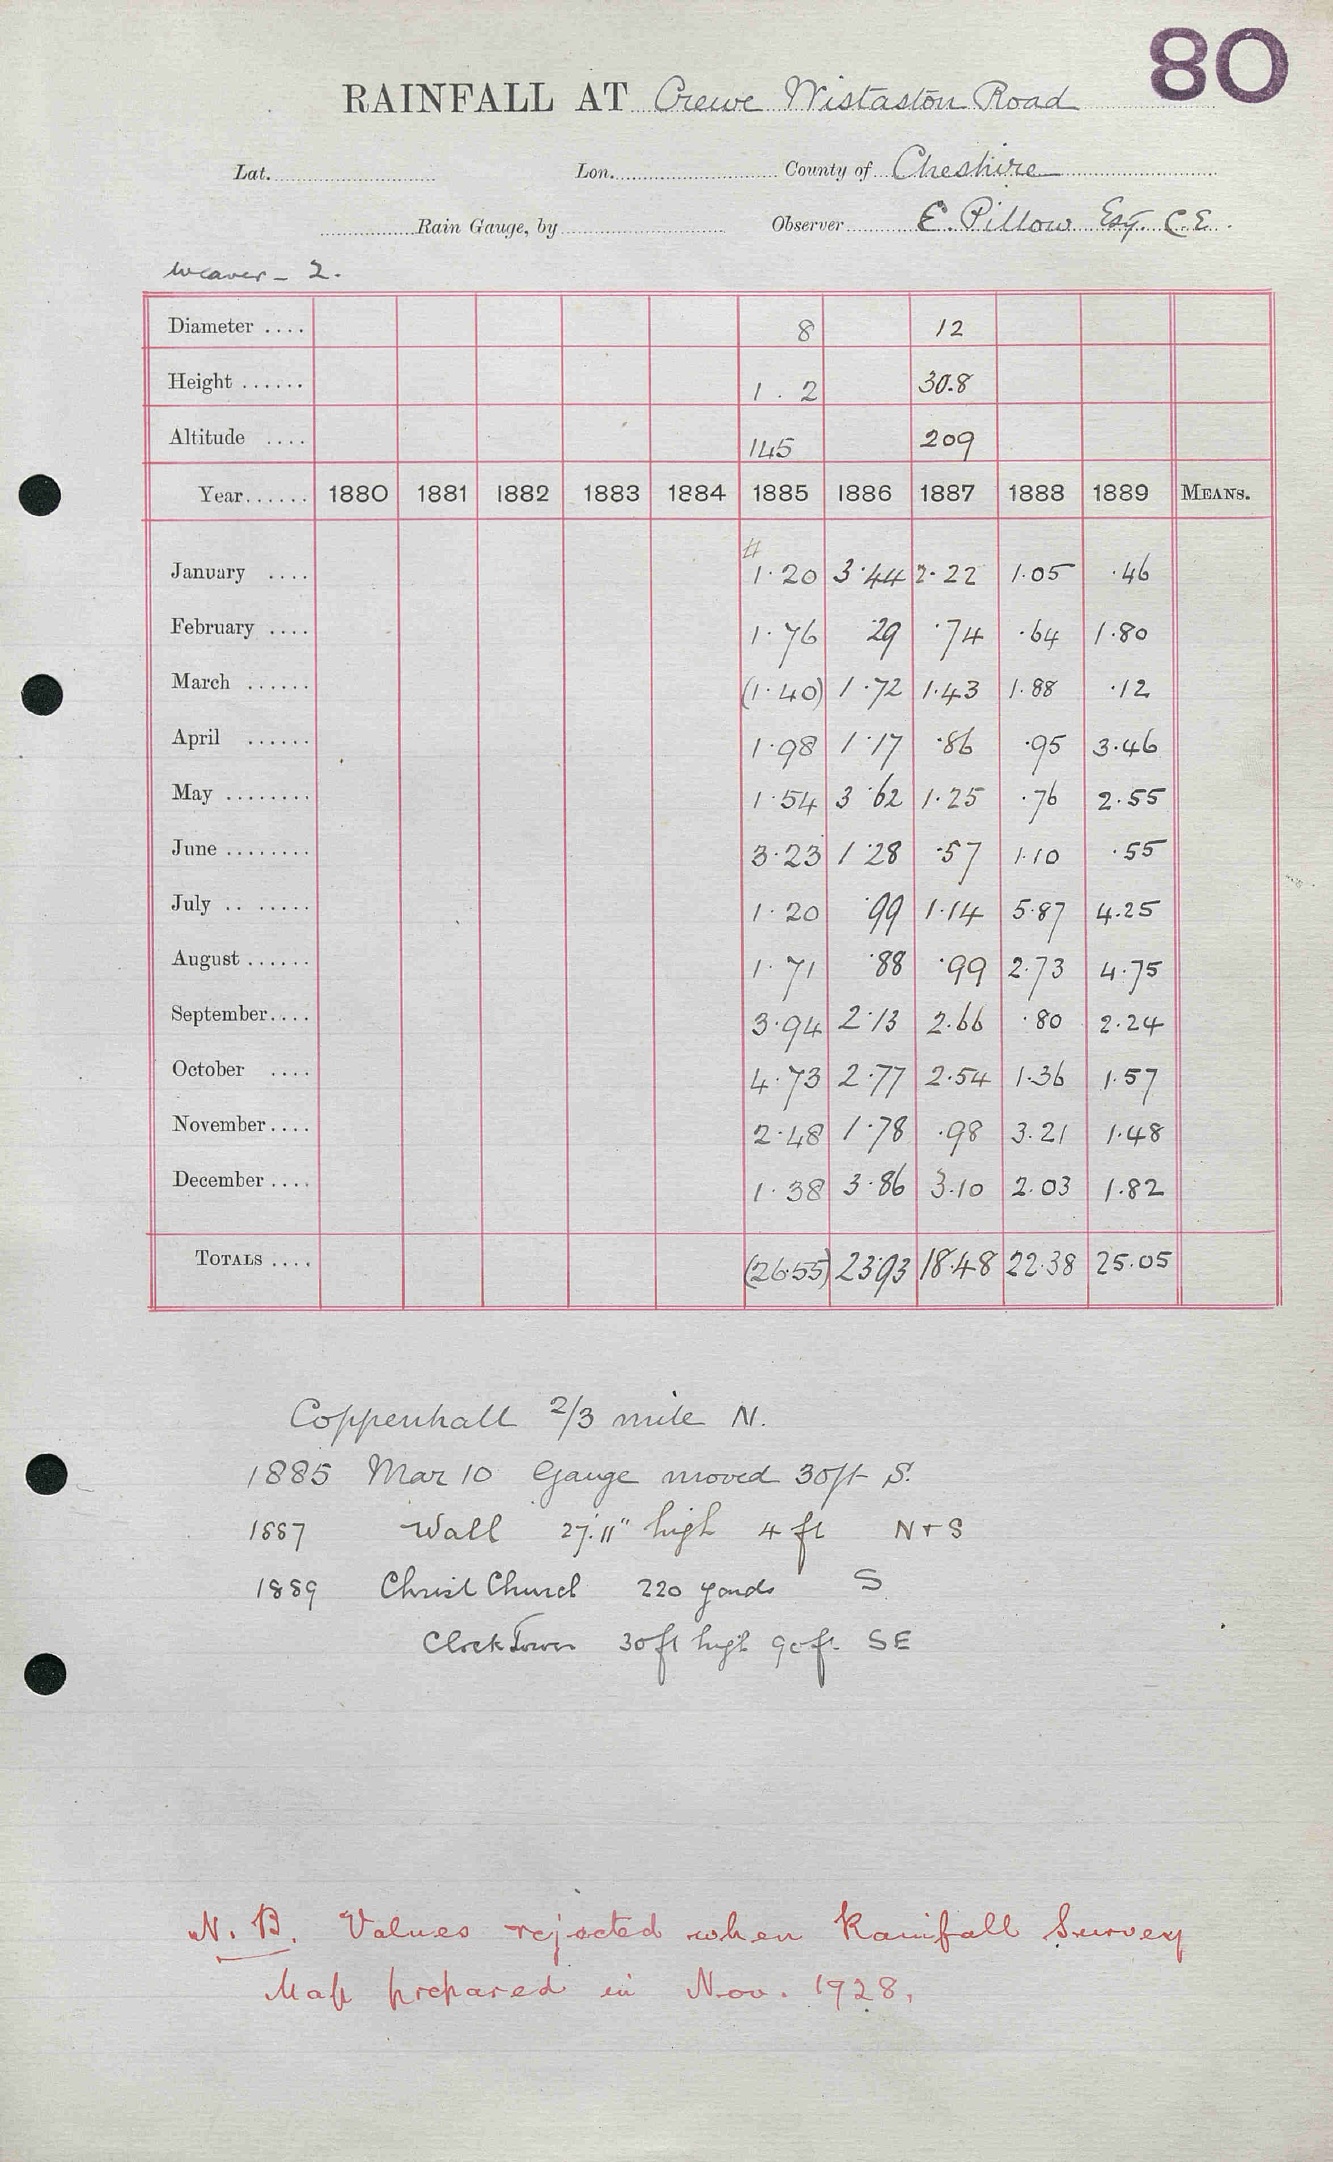 80
RAINFALL AT Crewe Wistaston Road
Lat. Lon. County of Cheshire
Rain Gauge, by Observer E. Pillow Esq. C.E.
Weaver - 2.
Diameter .... 8 12
Height ...... 1 . 2 30.8
Altitude .... 145 209
Year...... 1880 1881 1882 1883 1884 1885 1886 1887 1888 1889 MEANS.
#
January .... 1.20 3.44 2.22 1.05 .46
February .... 1.76 .29 .74 .64 1.80
March ...... (1.40) 1.72 1.43 1.88 .12
April ...... 1.98 1.17 .86 .95 3.46
May ........ 1.54 3.62 1.25 .76 2.55
June ........ 3.23 1.28 .57 1.10 .55
July .. ...... 1.20 .99 1.14 5.87 4.25
August ...... 1.71 .88 .99 2.73 4.75
September.... 3.94 2.13 2.66 .80 2.24
October .... 4.73 2.77 2.54 1.36 1.57
November.... 2.48 1.78 .98 3.21 1.48
December .... 1.38 3.86 3.10 2.03 1.82
TOTALS .... (26.55) 23.93 18.48 22.38 25.05
Coppenhall 2/3 mile N.
1885 Mar 10 Gauge moved 30ft S.
1887 Wall 27'.11" high 4 ft N + S
1889 Christ Church 220 yards S
Clock Tower 30ft high 90ft. SE
N. B. Values rejected when Rainfall Survey
Map prepared in Nov. 1928.